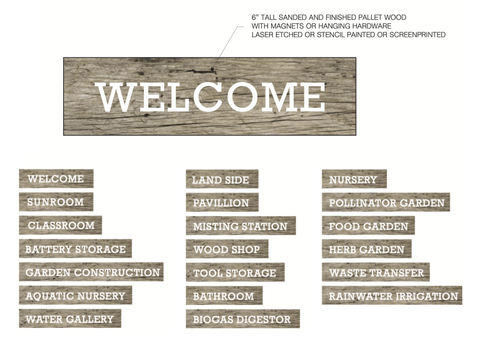 6" TALL SANDED AND FINISHED PALLET WOOD
WITH MAGNETS OR HANGING HARDWARE
LASER ETCHED OR STENCIL PAINTED OR SCREENPRINTED
WELCOME
WELCOME
SUNROOM
CLASSROOM
BATTERY STORAGE
GARDEN CONSTRUCTION
AQUATIC NURSERY
WATER GALLERY
LAND SIDE
PAVILLION
MISTING STATION
WOOD SHOP
TOOL STORAGE
BATHROOM
BIOGAS DIGESTOR
NURSERY
POLLINATOR GARDEN
FOOD GARDEN
HERB GARDEN
WASTE TRANSFER
RAINWATER IRRIGATION